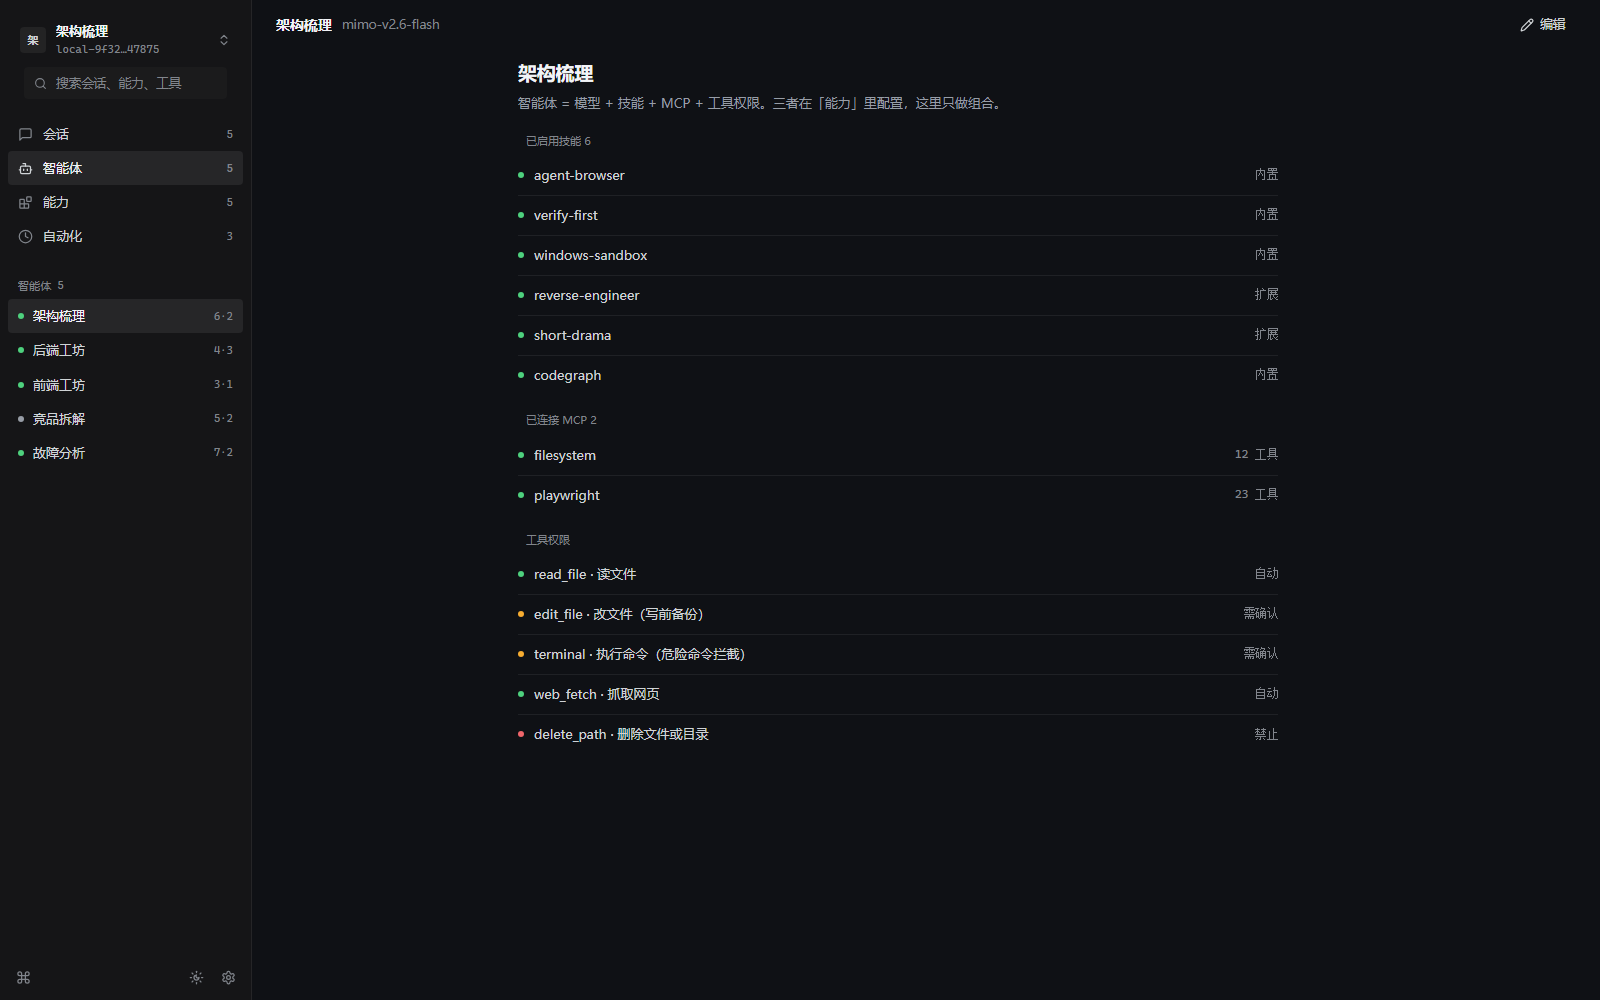 架 架构梳理
local-9f32…47875
搜索会话、能力、工具
会话 5
智能体 5
能力 5
自动化 3
智能体 5
架构梳理 6·2
后端工坊 4·3
前端工坊 3·1
竞品拆解 5·2
故障分析 7·2
架构梳理 mimo-v2.6-flash 编辑
架构梳理
智能体 = 模型 + 技能 + MCP + 工具权限。三者在「能力」里配置，这里只做组合。
已启用技能 6
agent-browser 内置
verify-first 内置
windows-sandbox 内置
reverse-engineer 扩展
short-drama 扩展
codegraph 内置
已连接 MCP 2
filesystem 12 工具
playwright 23 工具
工具权限
read_file · 读文件 自动
edit_file · 改文件（写前备份） 需确认
terminal · 执行命令（危险命令拦截） 需确认
web_fetch · 抓取网页 自动
delete_path · 删除文件或目录 禁止